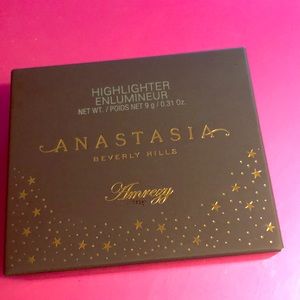 HIGHLIGHTER
ENLUMINEUR
NET WT. / POIDS NET 9 g / 0.31 Oz.
ANASTASIA
BEVERLY HILLS
Amrezy